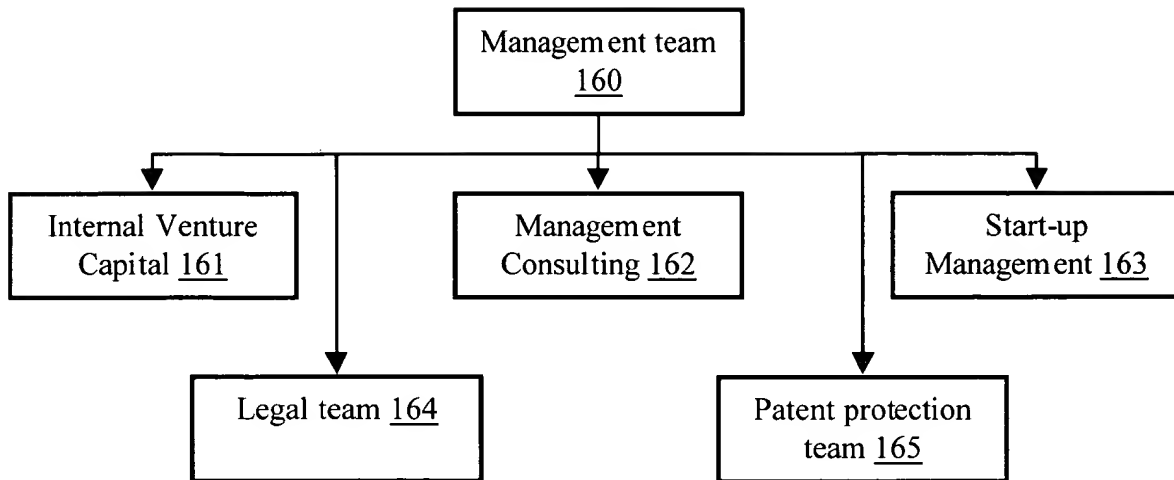 Management team
160
Internal Venture
Capital 161
Management
Consulting 162
Start-up
Management 163
Legal team 164
Patent protection
team 165